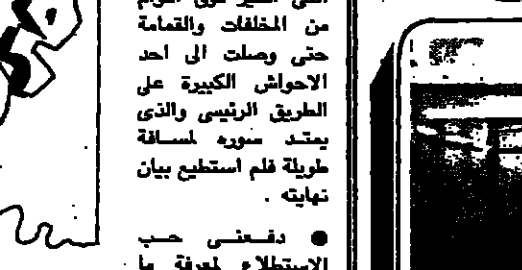 من المخلفات والقمامة
حتى وصلت الى احد
الاحواش الكبيرة على
الطريق الرئيسى والذى
يمتد سوره لمسافة
طويلة فلم استطيع بيان
نهايته .
● دفعنى حب
الاستطلاع لمعرفة ما